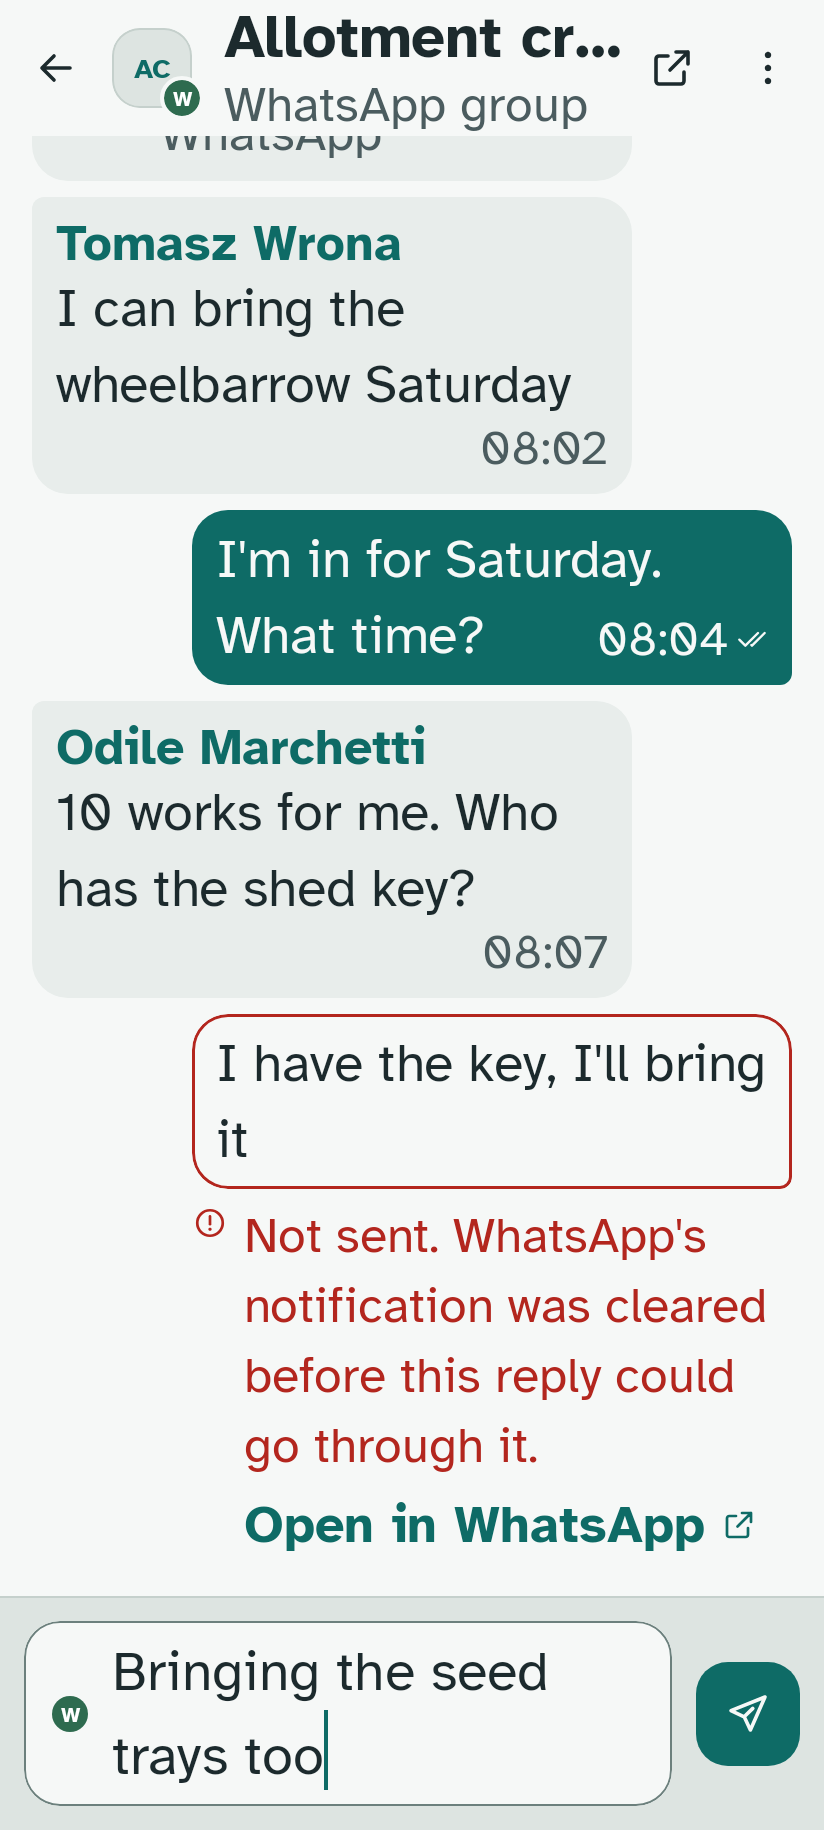 Allotment cr...
AC
W
WhatsApp group
WhatsApp
Tomasz Wrona
I can bring the
wheelbarrow Saturday
08:02
I'm in for Saturday.
What time? 08:04
Odile Marchetti
10 works for me. Who
has the shed key?
08:07
I have the key, I'll bring
it
Not sent. WhatsApp's
notification was cleared
before this reply could
go through it.
Open in WhatsApp
W
Bringing the seed
trays too